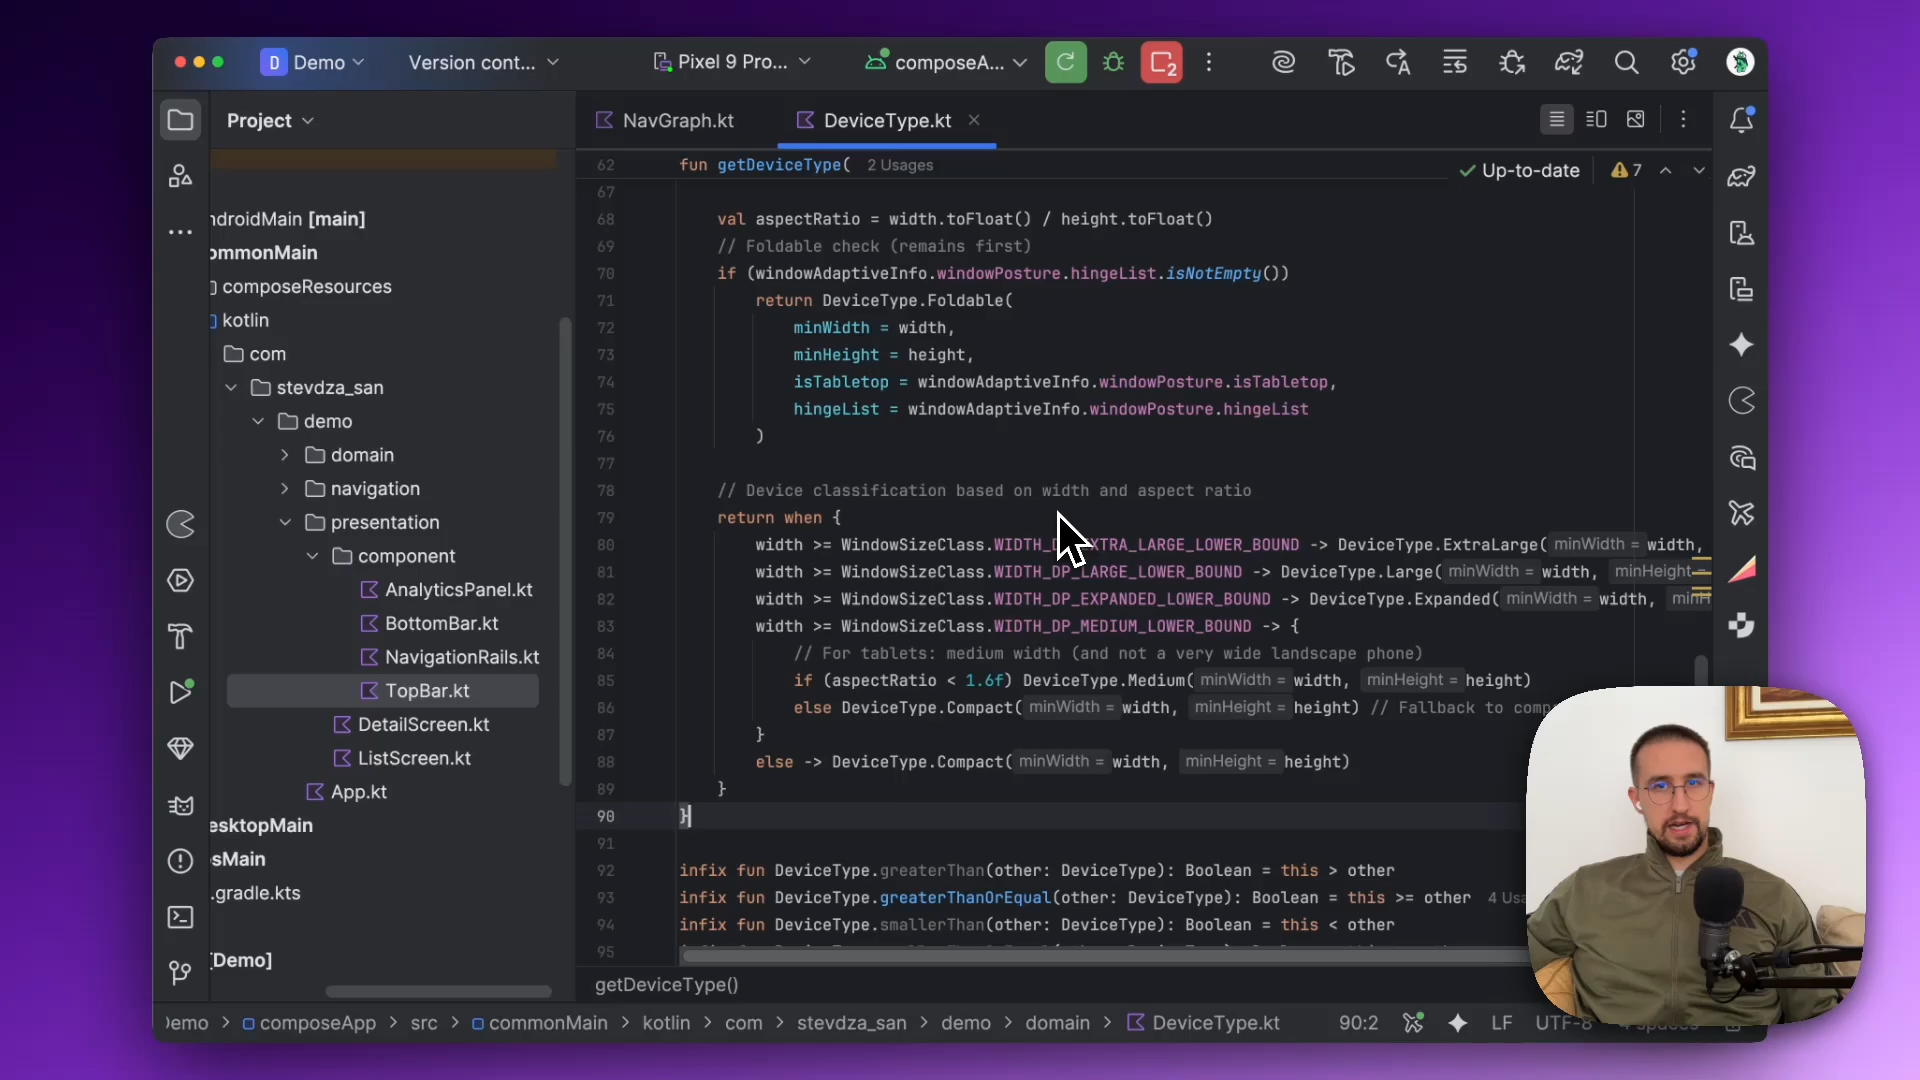 D Demo
Version cont...
Pixel 9 Pro...
composeA...
2
Project
NavGraph.kt
DeviceType.kt
ndroidMain [main]
ommonMain
composeResources
kotlin
com
stevdza_san
demo
domain
navigation
presentation
component
AnalyticsPanel.kt
BottomBar.kt
NavigationRails.kt
TopBar.kt
DetailScreen.kt
ListScreen.kt
App.kt
esktopMain
sMain
.gradle.kts
[Demo]
Up-to-date
7
62 fun getDeviceType( 2 Usages
67
68 val aspectRatio = width.toFloat() / height.toFloat()
69 // Foldable check (remains first)
70 if (windowAdaptiveInfo.windowPosture.hingeList.isNotEmpty())
71 return DeviceType.Foldable(
72 minWidth = width,
73 minHeight = height,
74 isTabletop = windowAdaptiveInfo.windowPosture.isTabletop,
75 hingeList = windowAdaptiveInfo.windowPosture.hingeList
76 )
77
78 // Device classification based on width and aspect ratio
79 return when {
80 width >= WindowSizeClass.WIDTH_D XTRA_LARGE_LOWER_BOUND -> DeviceType.ExtraLarge( minWidth = width,
81 width >= WindowSizeClass.WIDTH_DP_LARGE_LOWER_BOUND -> DeviceType.Large( minWidth = width, minHeight =
82 width >= WindowSizeClass.WIDTH_DP_EXPANDED_LOWER_BOUND -> DeviceType.Expanded( minWidth = width, minH
83 width >= WindowSizeClass.WIDTH_DP_MEDIUM_LOWER_BOUND -> {
84 // For tablets: medium width (and not a very wide landscape phone)
85 if (aspectRatio < 1.6f) DeviceType.Medium( minWidth = width, minHeight = height)
86 else DeviceType.Compact( minWidth = width, minHeight = height) // Fallback to comp
87 }
88 else -> DeviceType.Compact( minWidth = width, minHeight = height)
89 }
90 }
91
92 infix fun DeviceType.greaterThan(other: DeviceType): Boolean = this > other
93 infix fun DeviceType.greaterThanOrEqual(other: DeviceType): Boolean = this >= other 4 Usa
94 infix fun DeviceType.smallerThan(other: DeviceType): Boolean = this < other
95
getDeviceType()
Demo > composeApp > src > commonMain > kotlin > com > stevdza_san > demo > domain > DeviceType.kt
90:2 LF UTF-8